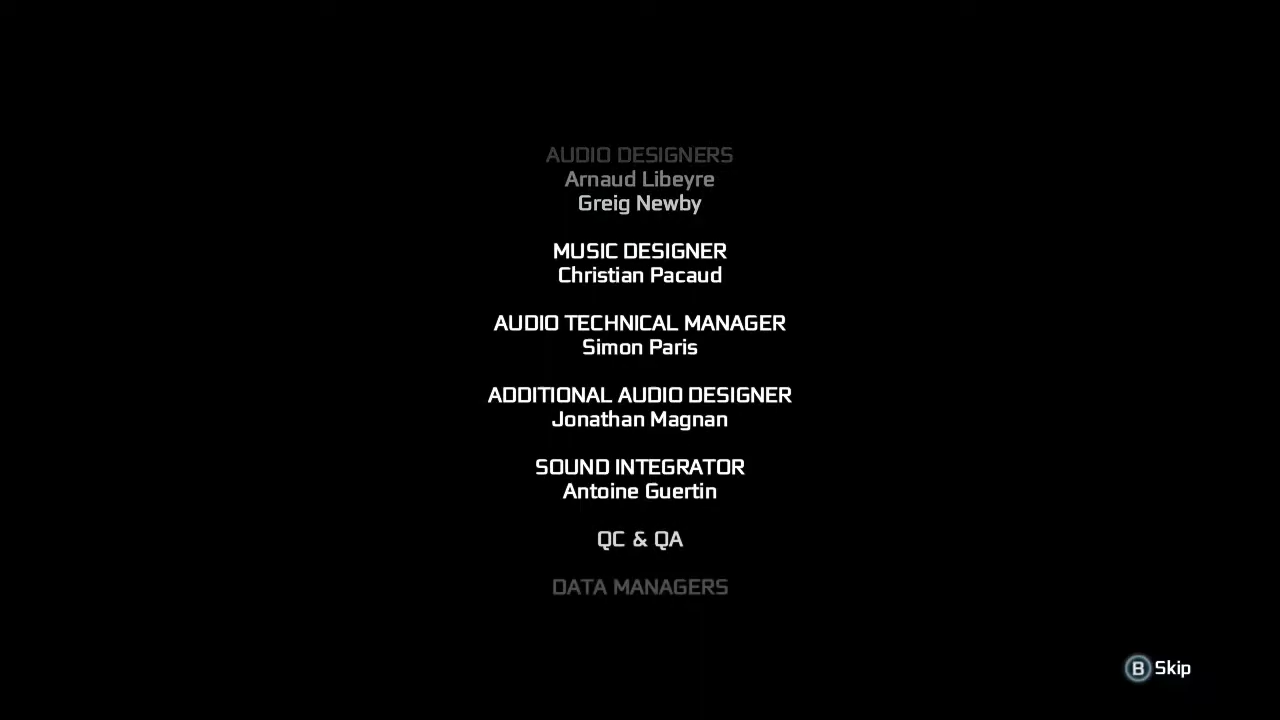 AUDIO DESIGNERS
Arnaud Libeyre
Greig Newby
MUSIC DESIGNER
Christian Pacaud
AUDIO TECHNICAL MANAGER
Simon Paris
ADDITIONAL AUDIO DESIGNER
Jonathan Magnan
SOUND INTEGRATOR
Antoine Guertin
QC & QA
DATA MANAGERS
B Skip